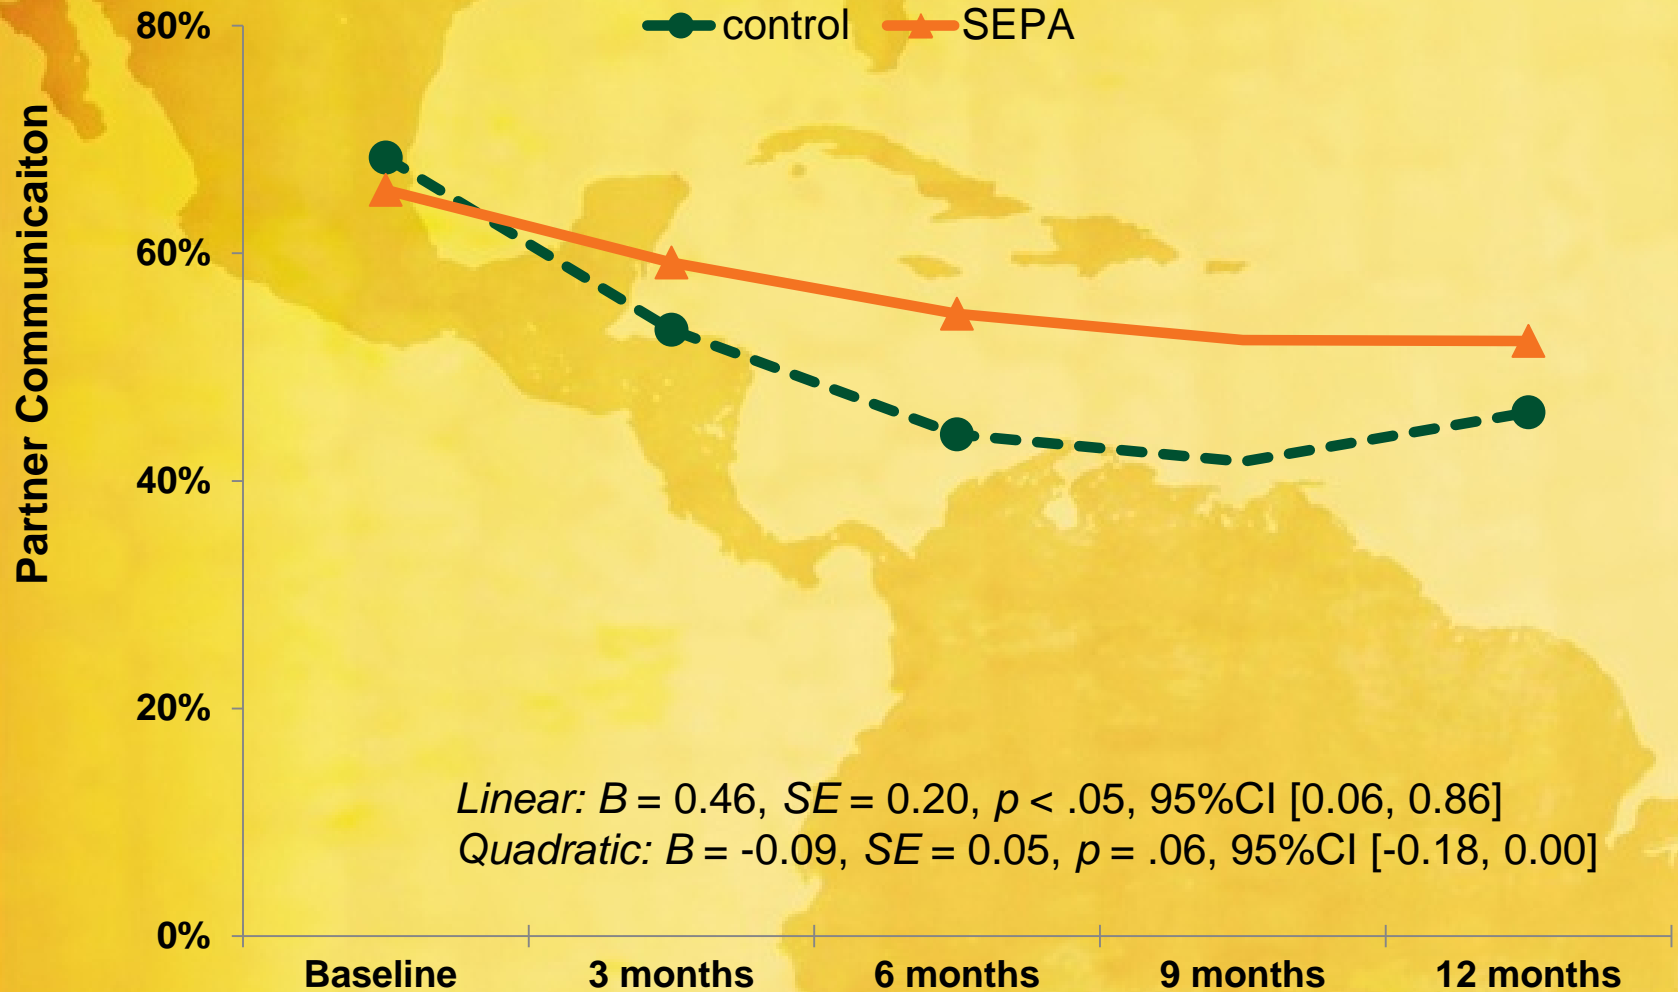 control SEPA
Partner Communicaiton
80%
60%
40%
20%
0%
Linear: B = 0.46, SE = 0.20, p < .05, 95%CI [0.06, 0.86]
Quadratic: B = -0.09, SE = 0.05, p = .06, 95%CI [-0.18, 0.00]
Baseline 3 months 6 months 9 months 12 months